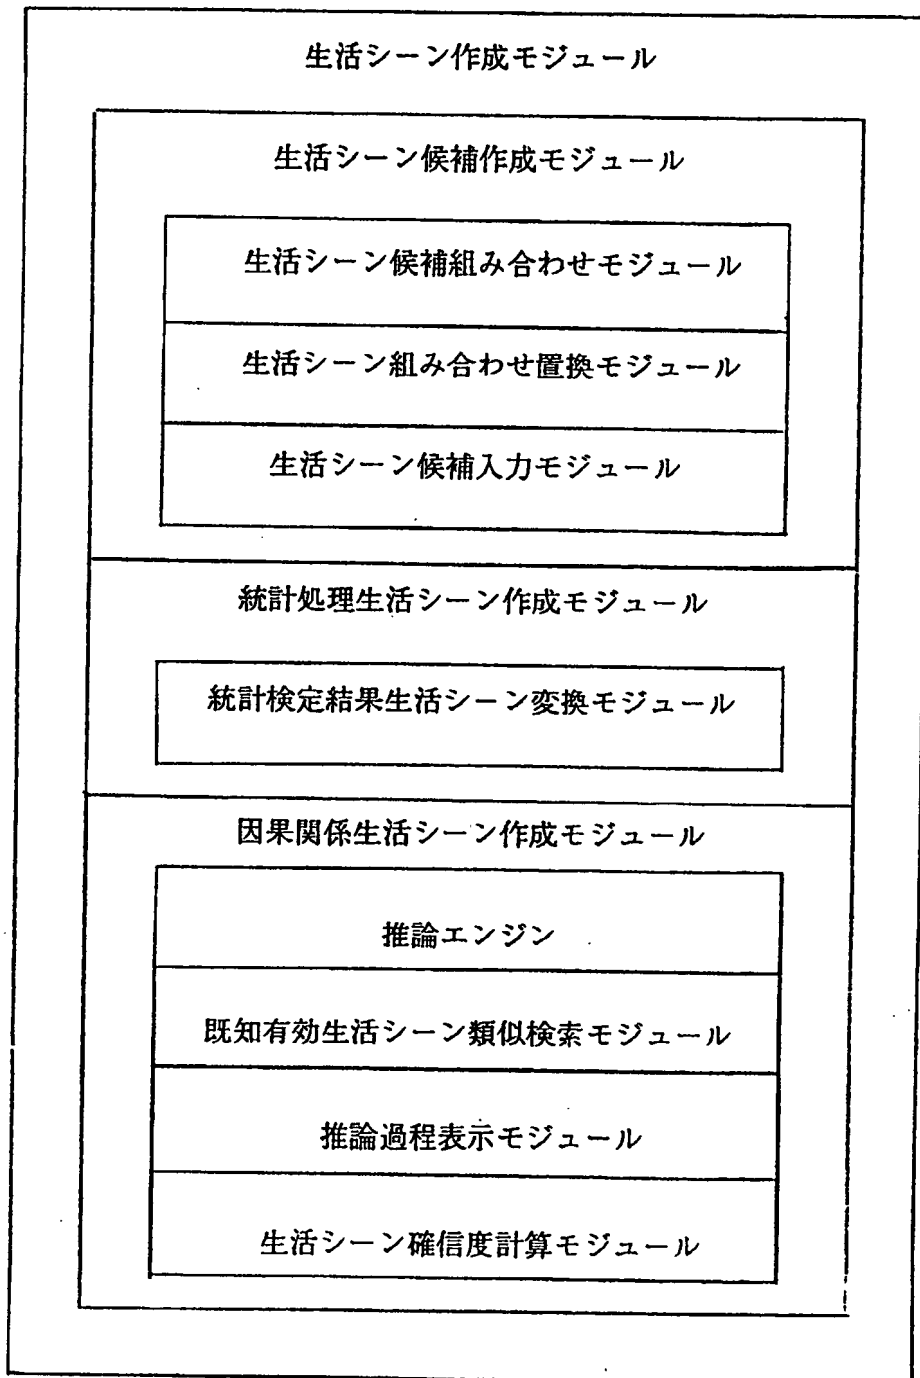 生活シーン作成モジュール
生活シーン候補作成モジュール
生活シーン候補組み合わせモジュール
生活シーン組み合わせ置換モジュール
生活シーン候補入力モジュール
統計処理生活シーン作成モジュール
統計検定結果生活シーン変換モジュール
因果関係生活シーン作成モジュール
推論エンジン
既知有効生活シーン類似検索モジュール
推論過程表示モジュール
生活シーン確信度計算モジュール